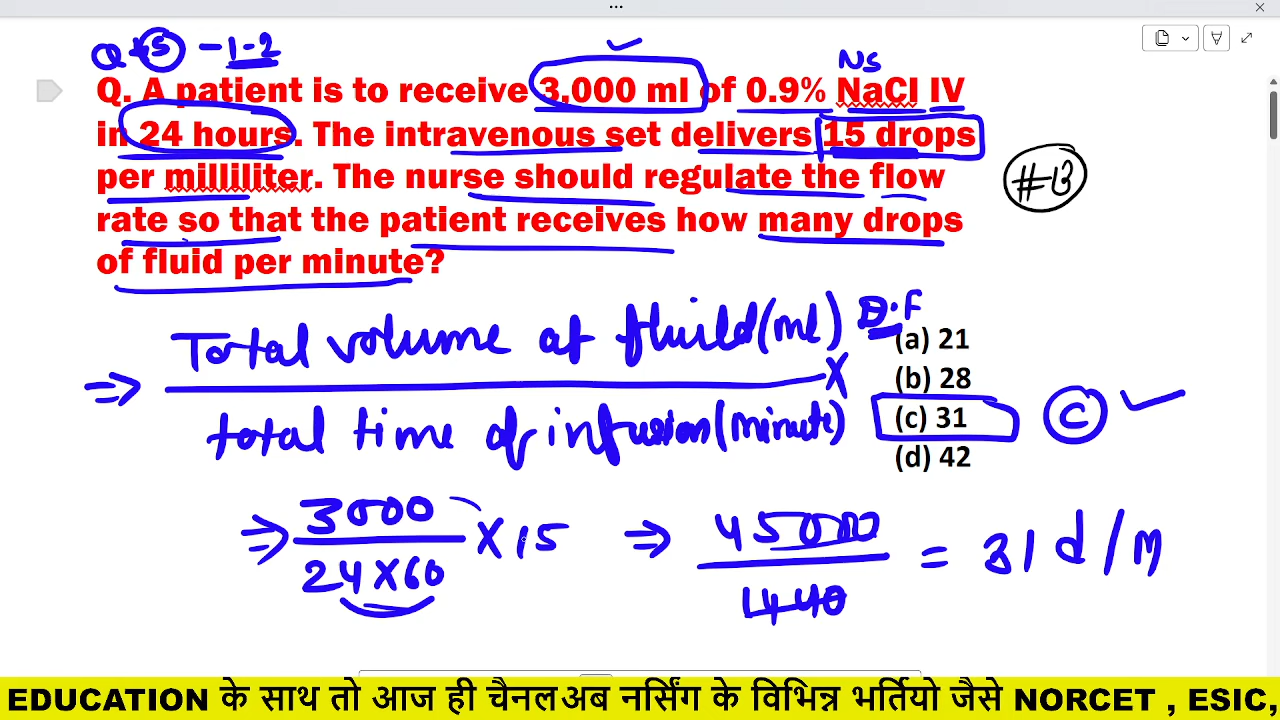 Q 5 - 1-2
NS
Q. A patient is to receive 3,000 ml of 0.9% NaCl IV
in 24 hours. The intravenous set delivers 15 drops
per milliliter. The nurse should regulate the flow
rate so that the patient receives how many drops
of fluid per minute?
#13
⇒ Total volume of fluid(ml) X D.F
total time of infusion(minute)
(a) 21
(b) 28
(c) 31
(d) 42
C ✓
⇒ 3000 X 15 ⇒ 45000 = 31 d/m
24X60 1440
EDUCATION के साथ तो आज ही चैनलअब नर्सिंग के विभिन्न भर्तियो जैसे NORCET , ESIC,